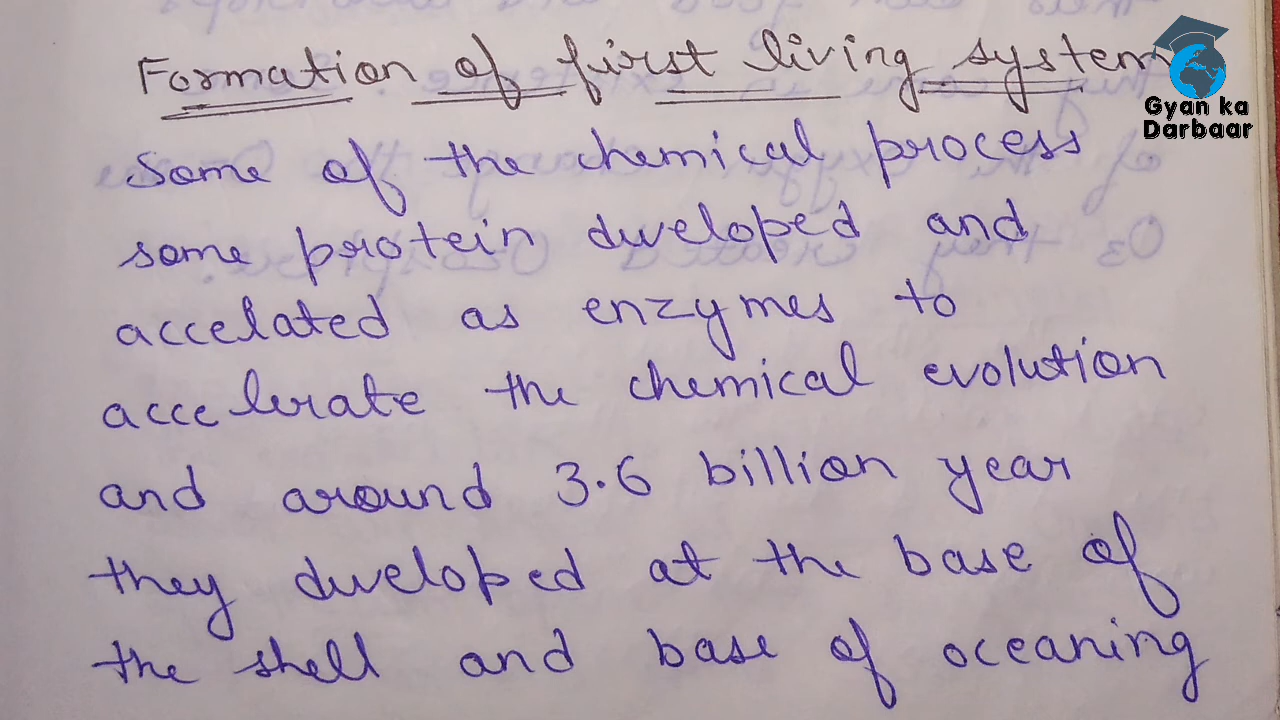 Formation of first living system
Gyan ka
Darbaar
Some of the chemical process
some protein dweloped and
accelated as enzymes to
accelerate the chemical evolution
and around 3.6 billion year
they dweloped at the base of
the shell and base of oceaning